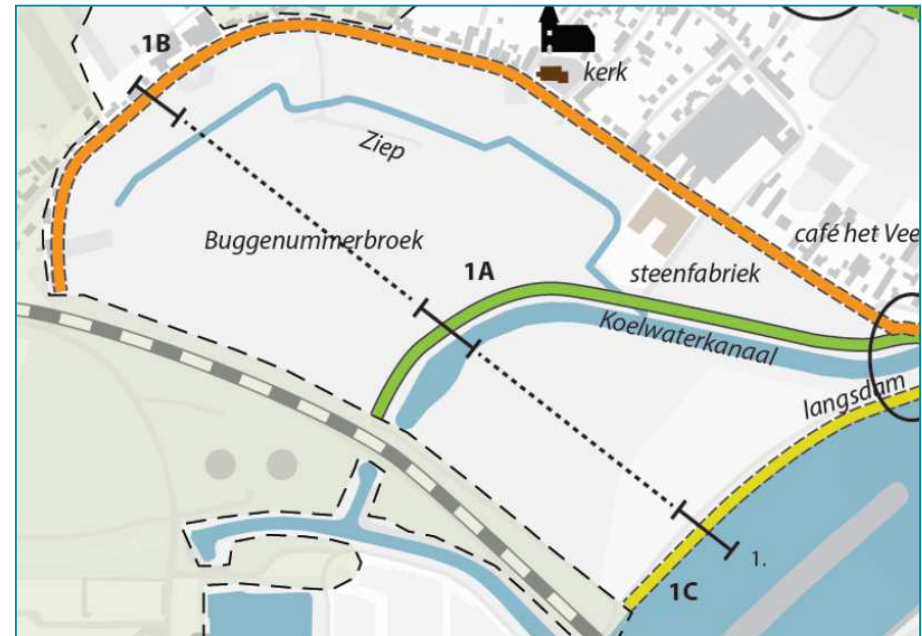 1B
kerk
Ziep
Buggenummerbroek
café het Vee
1A
steenfabriek
Koelwaterkanaal
langsdam
1.
1C